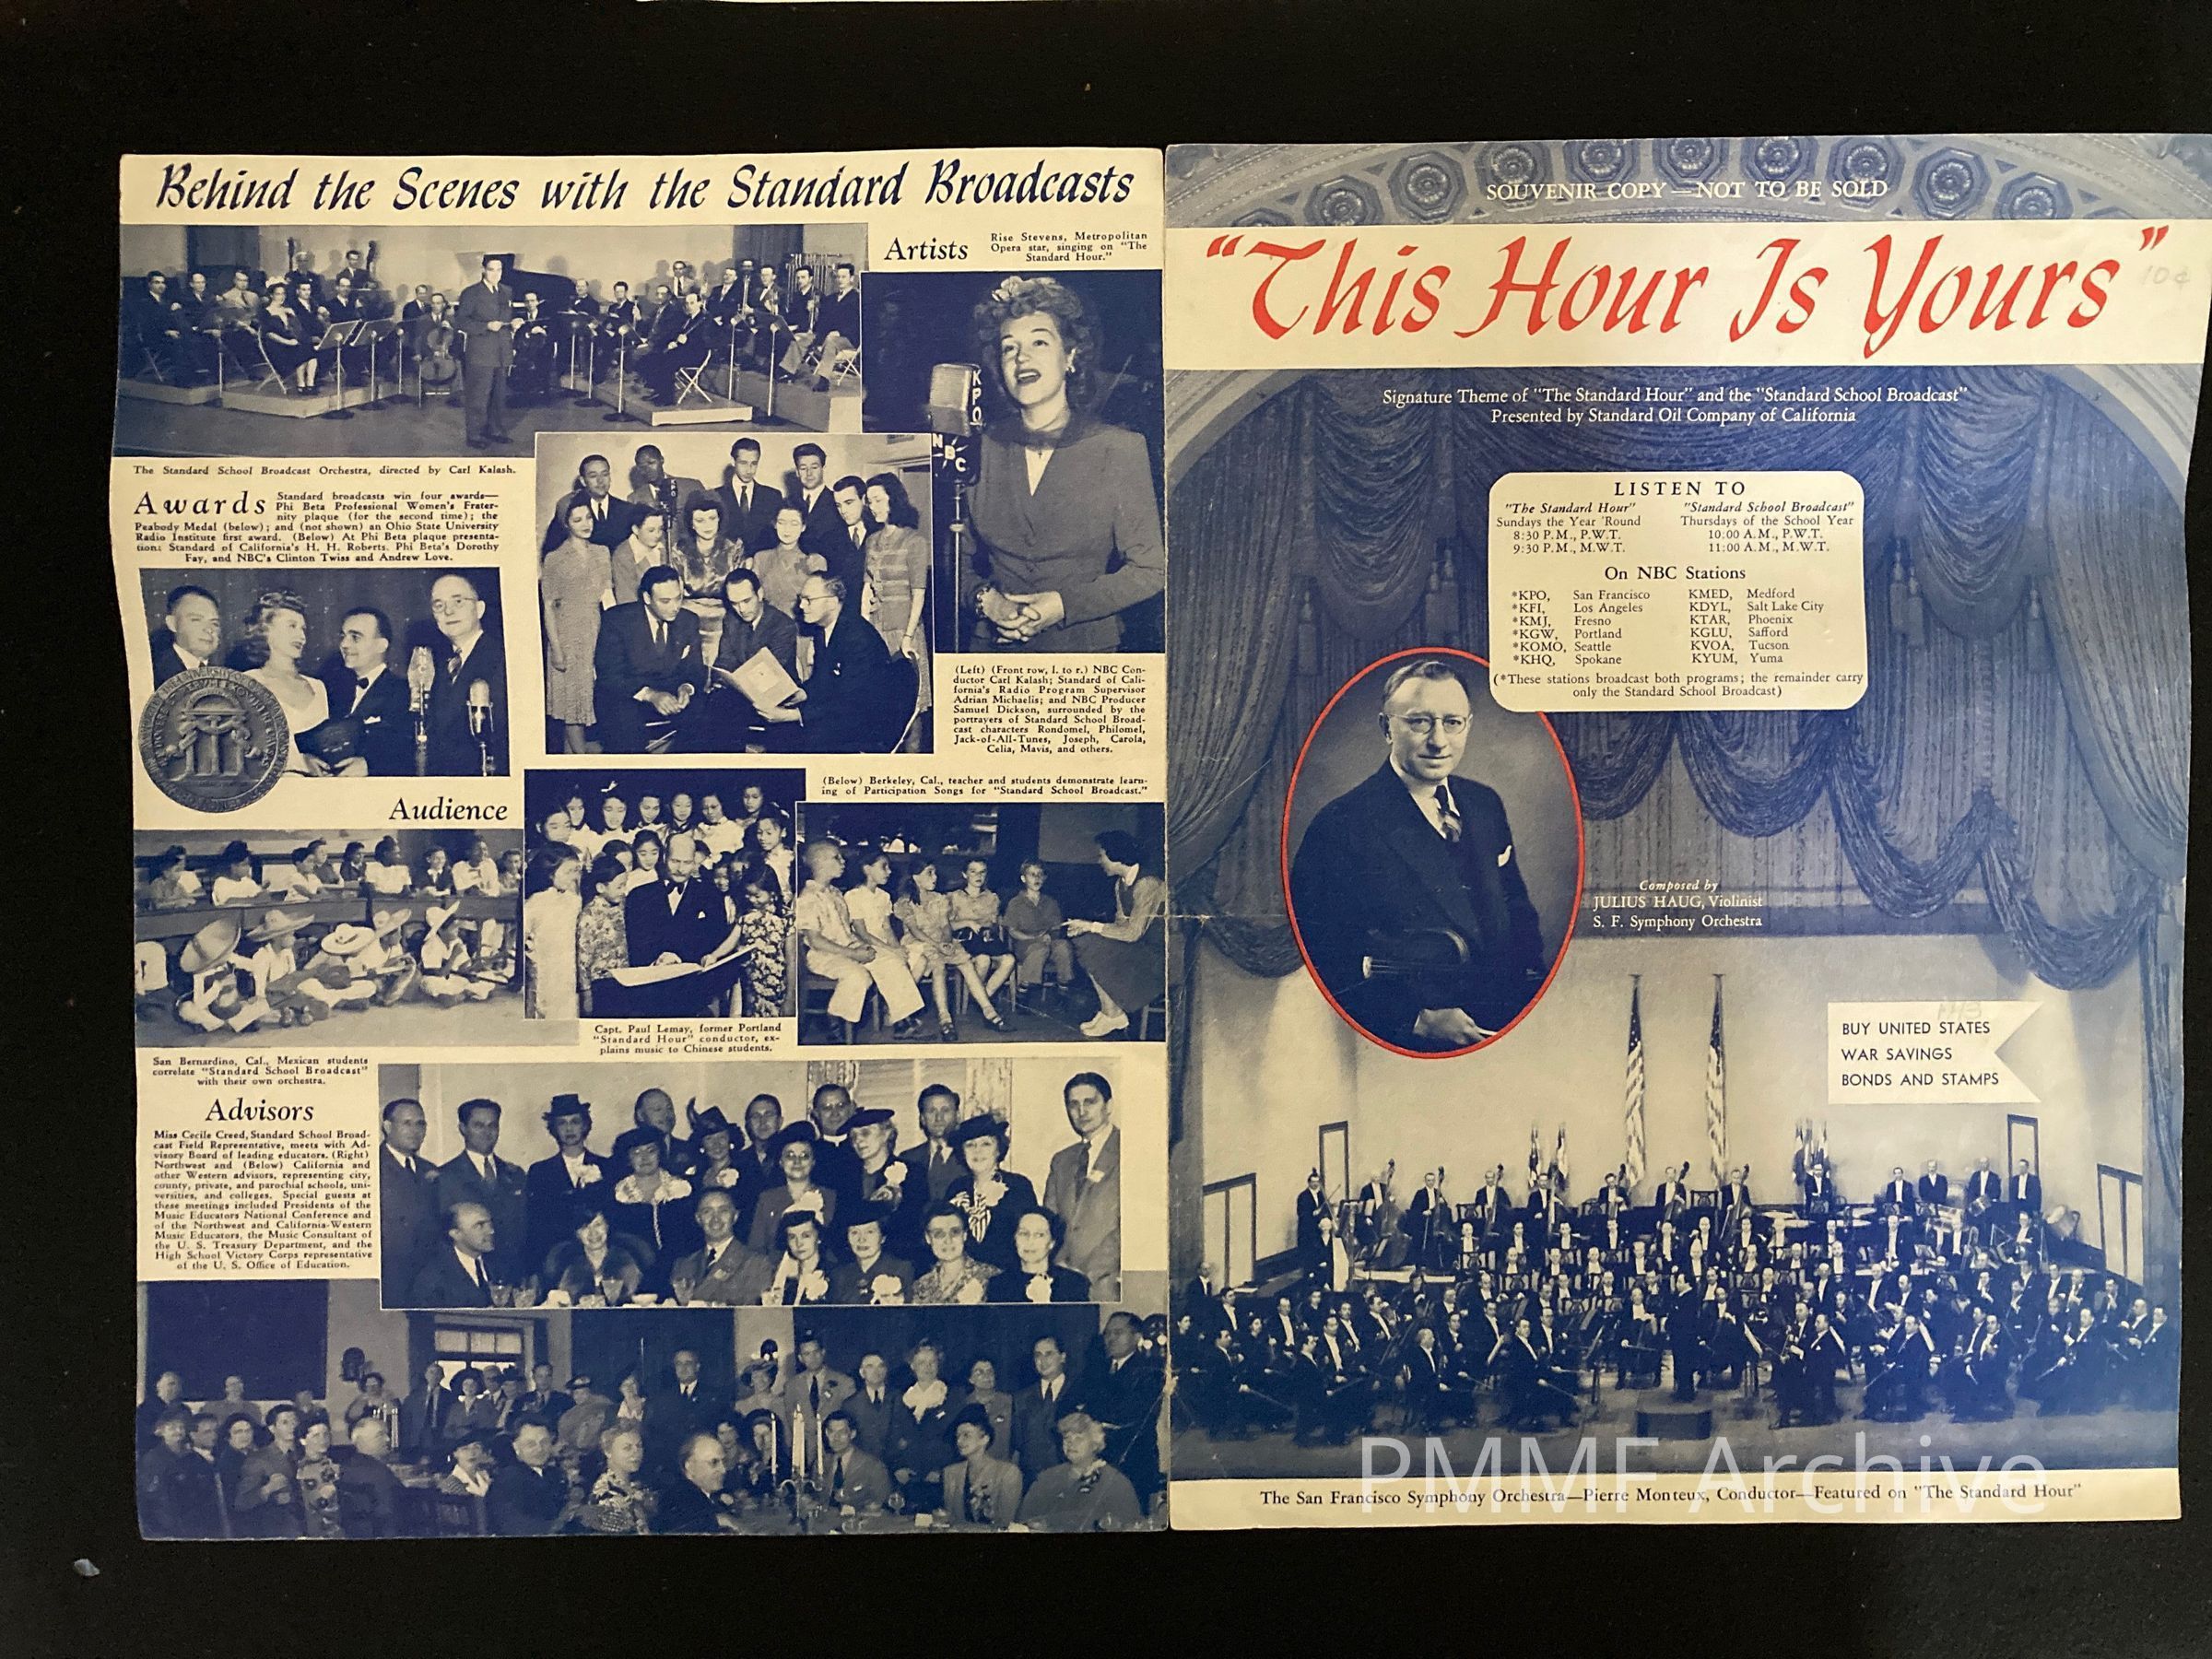 Behind the Scenes with the Standard Broadcasts
Artists
Rise Stevens, Metropolitan
Opera star, singing on "The
Standard Hour."
KPO
NBC
The Standard School Broadcast Orchestra, directed by Carl Kalash.
Awards
Standard broadcasts win four awards—
Phi Beta Professional Women's Frater-
nity plaque (for the second time); the
Peabody Medal (below); and (not shown) an Ohio State University
Radio Institute first award. (Below) At Phi Beta plaque presenta-
tion: Standard of California's H. H. Roberts, Phi Beta's Dorothy
Fay, and NBC's Clinton Twiss and Andrew Love.
(Left) (Front row, l. to r.) NBC Con-
ductor Carl Kalash; Standard of Cali-
fornia's Radio Program Supervisor
Adrian Michaelis; and NBC Producer
Samuel Dickson, surrounded by the
portrayers of Standard School Broad-
cast characters Rondomel, Philomel,
Jack-of-All-Tunes, Joseph, Carola,
Celia, Mavis, and others.
Audience
(Below) Berkeley, Cal., teacher and students demonstrate learn-
ing of Participation Songs for "Standard School Broadcast."
Capt. Paul Lemay, former Portland
"Standard Hour" conductor, ex-
plains music to Chinese students.
San Bernardino, Cal., Mexican students
correlate "Standard School Broadcast"
with their own orchestra.
Advisors
Miss Cecile Creed, Standard School Broad-
cast Field Representative, meets with Ad-
visory Board of leading educators. (Right)
Northwest and (Below) California and
other Western advisors, representing city,
county, private, and parochial schools, uni-
versities, and colleges. Special guests at
these meetings included Presidents of the
Music Educators National Conference and
of the Northwest and California-Western
Music Educators, the Music Consultant of
the U. S. Treasury Department, and the
High School Victory Corps representative
of the U. S. Office of Education.
SOUVENIR COPY—NOT TO BE SOLD
"This Hour Is Yours"
10¢
Signature Theme of "The Standard Hour" and the "Standard School Broadcast"
Presented by Standard Oil Company of California
LISTEN TO
"The Standard Hour" "Standard School Broadcast"
Sundays the Year 'Round Thursdays of the School Year
8:30 P.M., P.W.T. 10:00 A.M., P.W.T.
9:30 P.M., M.W.T. 11:00 A.M., M.W.T.
On NBC Stations
*KPO, San Francisco KMED, Medford
*KFI, Los Angeles KDYL, Salt Lake City
*KMJ, Fresno KTAR, Phoenix
*KGW, Portland KGLU, Safford
*KOMO, Seattle KVOA, Tucson
*KHQ, Spokane KYUM, Yuma
(*These stations broadcast both programs; the remainder carry
only the Standard School Broadcast)
Composed by
JULIUS HAUG, Violinist
S. F. Symphony Orchestra
BUY UNITED STATES
WAR SAVINGS
BONDS AND STAMPS
PMMF Archive
The San Francisco Symphony Orchestra—Pierre Monteux, Conductor—Featured on "The Standard Hour"